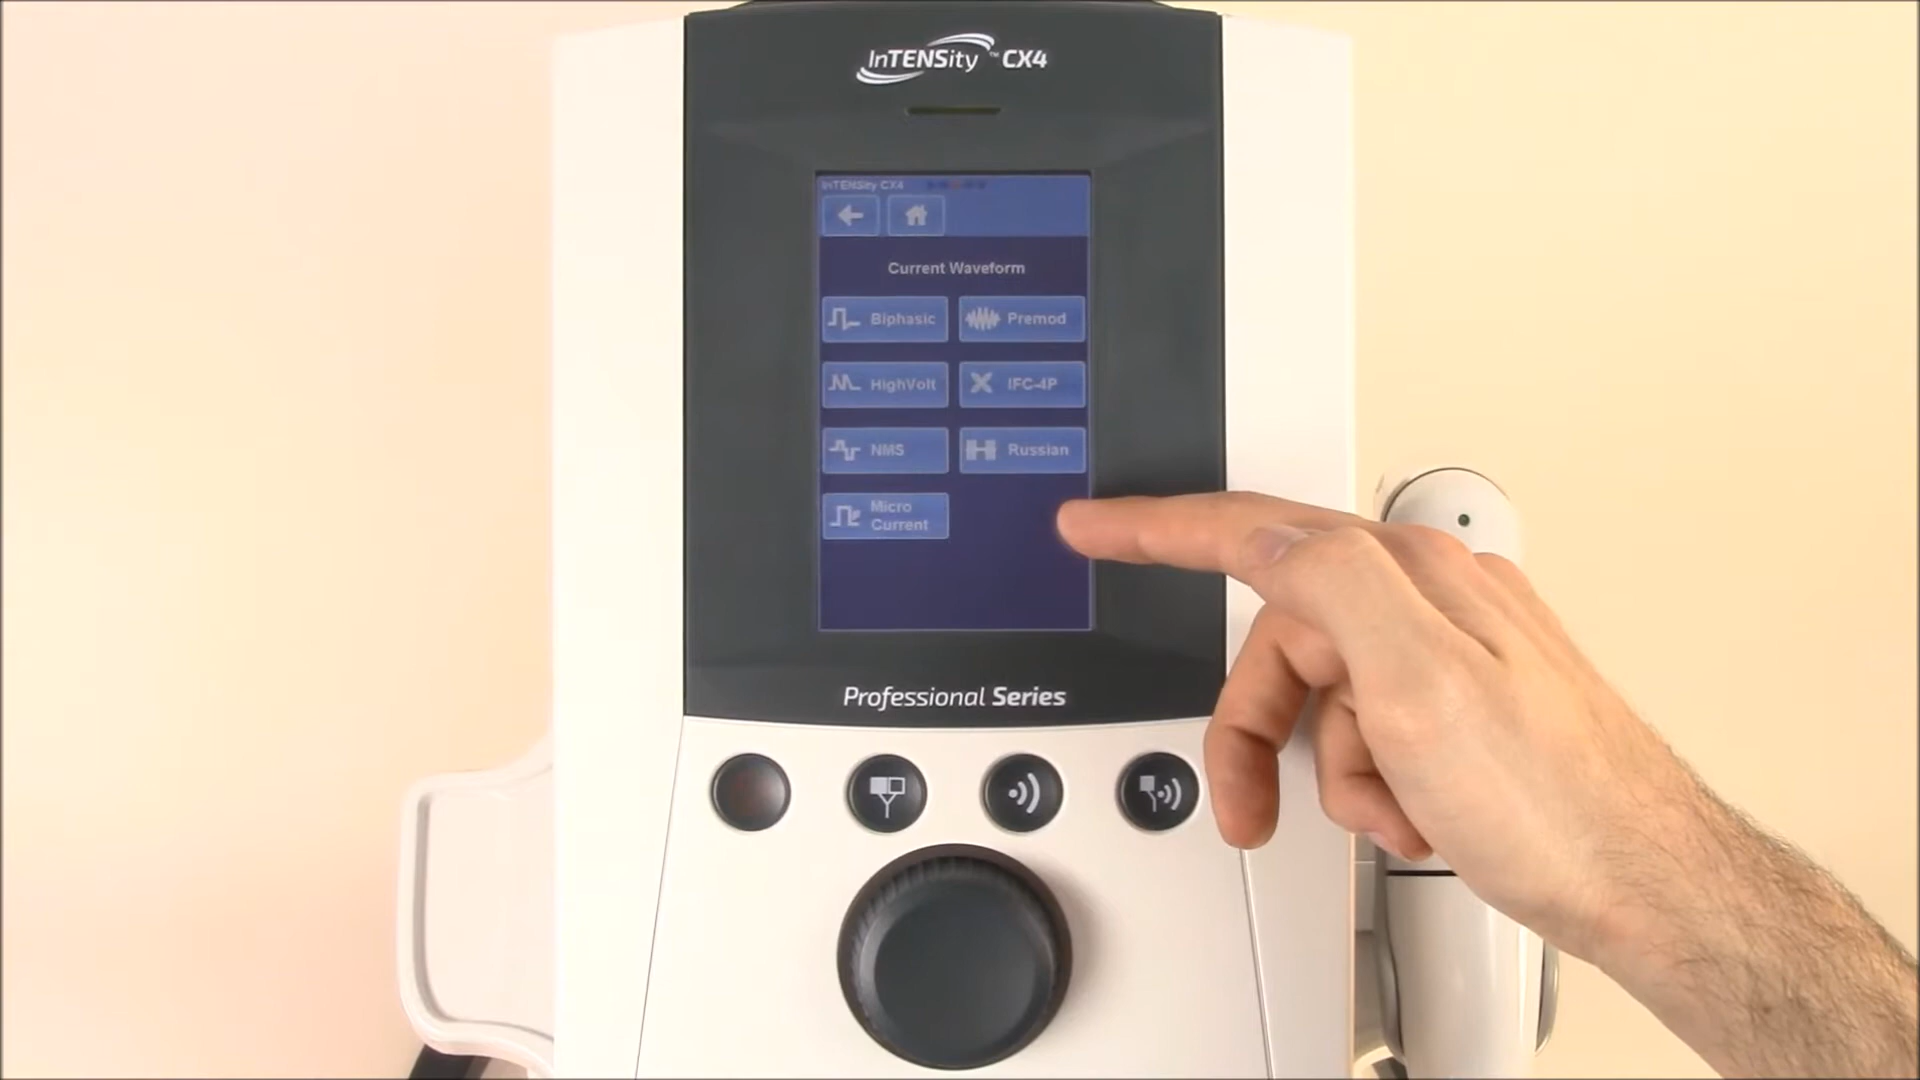 InTENSity™ CX4
InTENSity CX4
Current Waveform
Biphasic
Premod
HighVolt
IFC-4P
NMS
Russian
Micro
Current
Professional Series